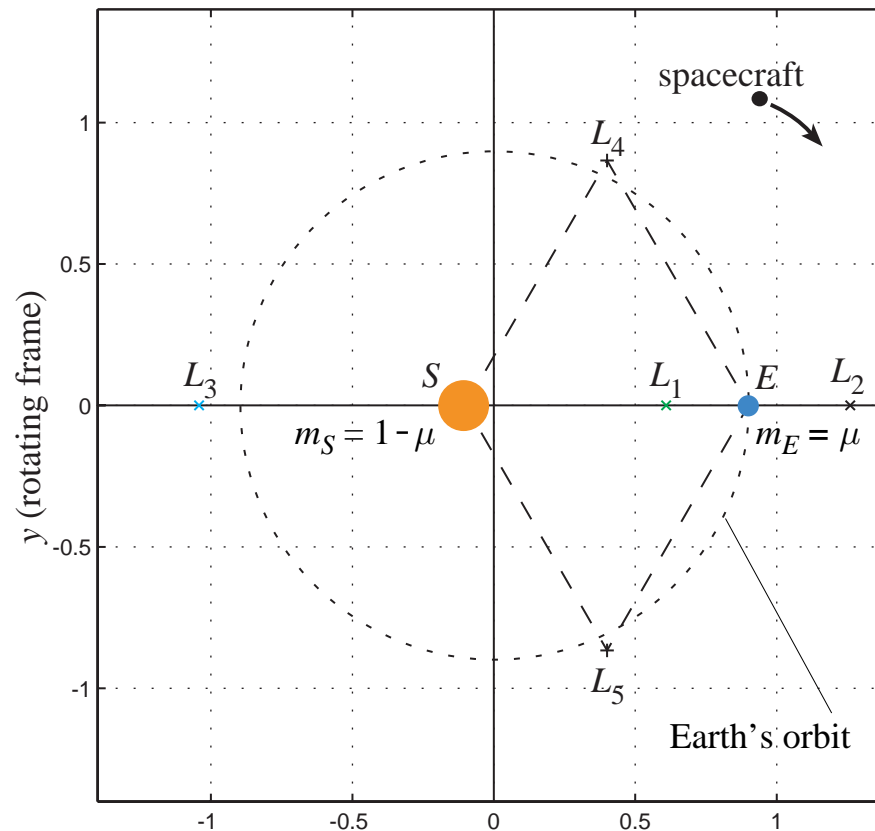 spacecraft
1
L4
0.5
y (rotating frame)
L3
S
L1
E
L2
0
mS = 1 - μ
mE = μ
-0.5
L5
-1
Earth's orbit
-1
-0.5
0
0.5
1